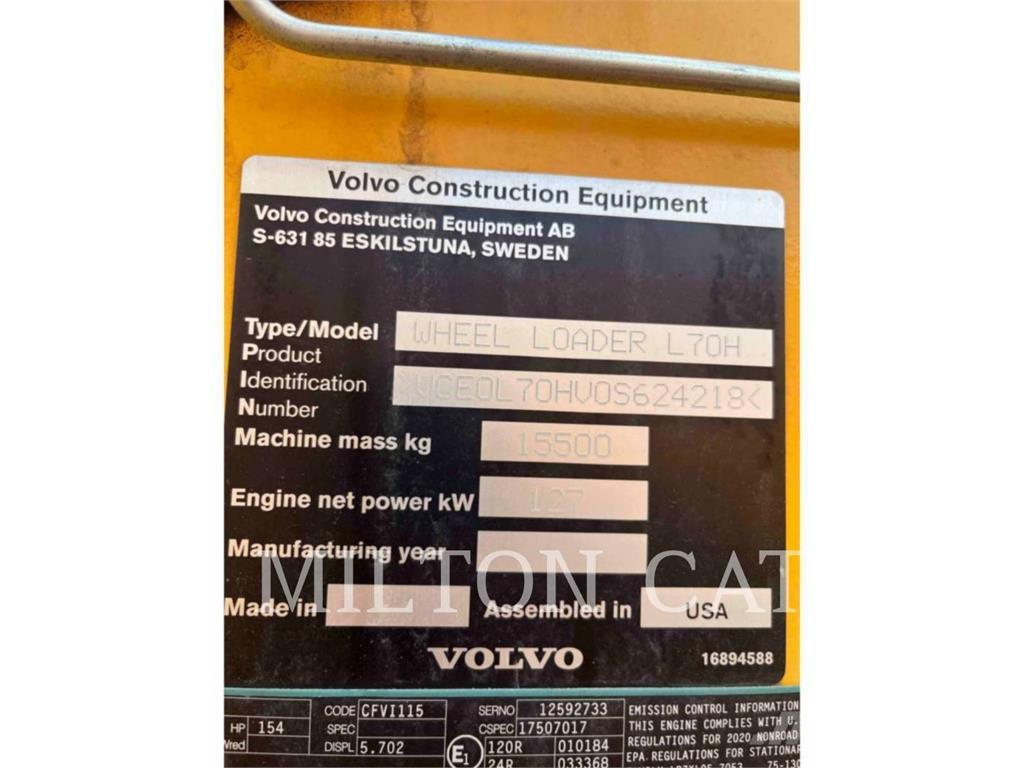 Volvo Construction Equipment
Volvo Construction Equipment AB
S-631 85 ESKILSTUNA, SWEDEN
Type/Model WHEEL LOADER L70H
Product
Identification >VCE0L70HV0S624218<
Number
Machine mass kg 15500
Engine net power kW 127
Manufacturing year
MILTON CAT
Made in Assembled in USA
VOLVO 16894588
CODE CFVI115 SERNO 12592733 EMISSION CONTROL INFORMATION
HP 154 SPEC CSPEC 17507017 THIS ENGINE COMPLIES WITH U.
DISPL 5.702 E1 120R 010184 REGULATIONS FOR 2020 NONROAD
24R 033368 EPA REGULATIONS FOR STATIONA